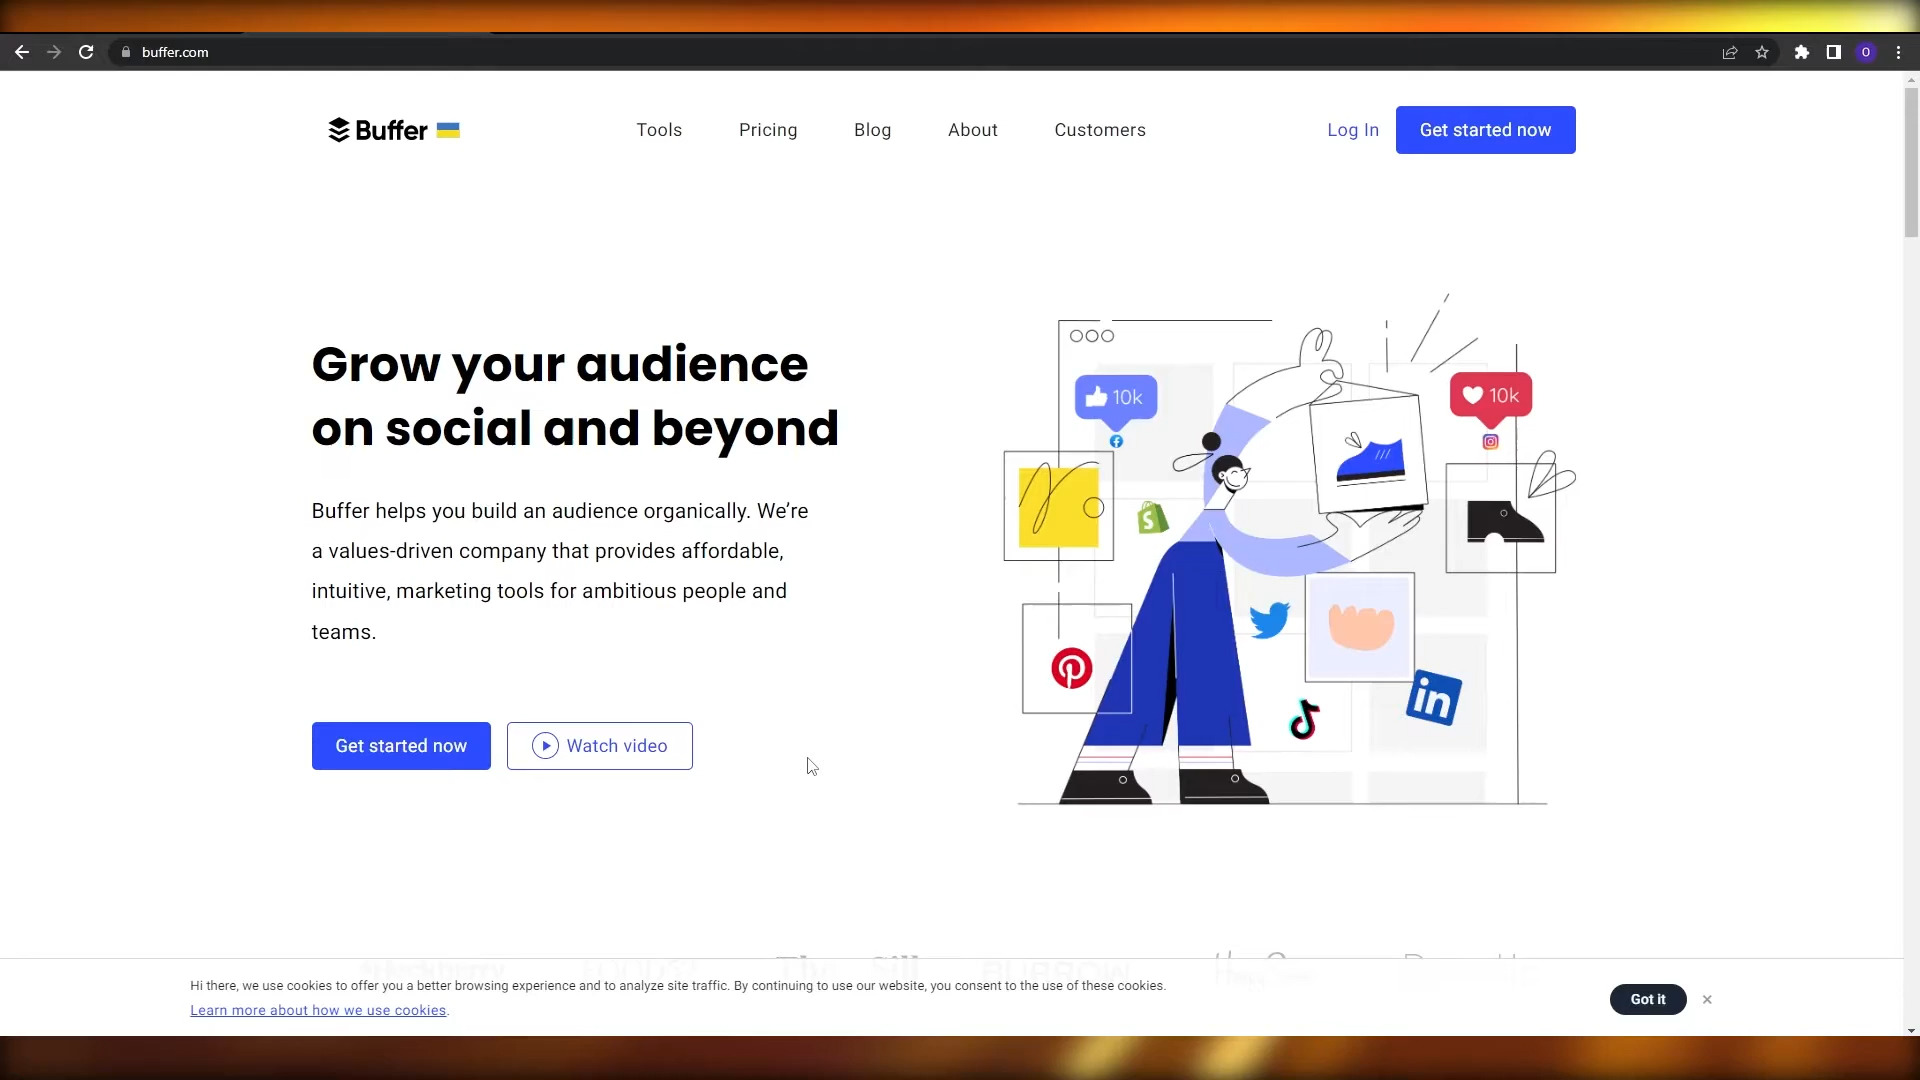 buffer.com
O
Buffer
Tools
Pricing
Blog
About
Customers
Log In
Get started now
Grow your audience
on social and beyond
Buffer helps you build an audience organically. We’re
a values-driven company that provides affordable,
intuitive, marketing tools for ambitious people and
teams.
Get started now
Watch video
10k
10k
in
Hi there, we use cookies to offer you a better browsing experience and to analyze site traffic. By continuing to use our website, you consent to the use of these cookies.
Learn more about how we use cookies.
Got it